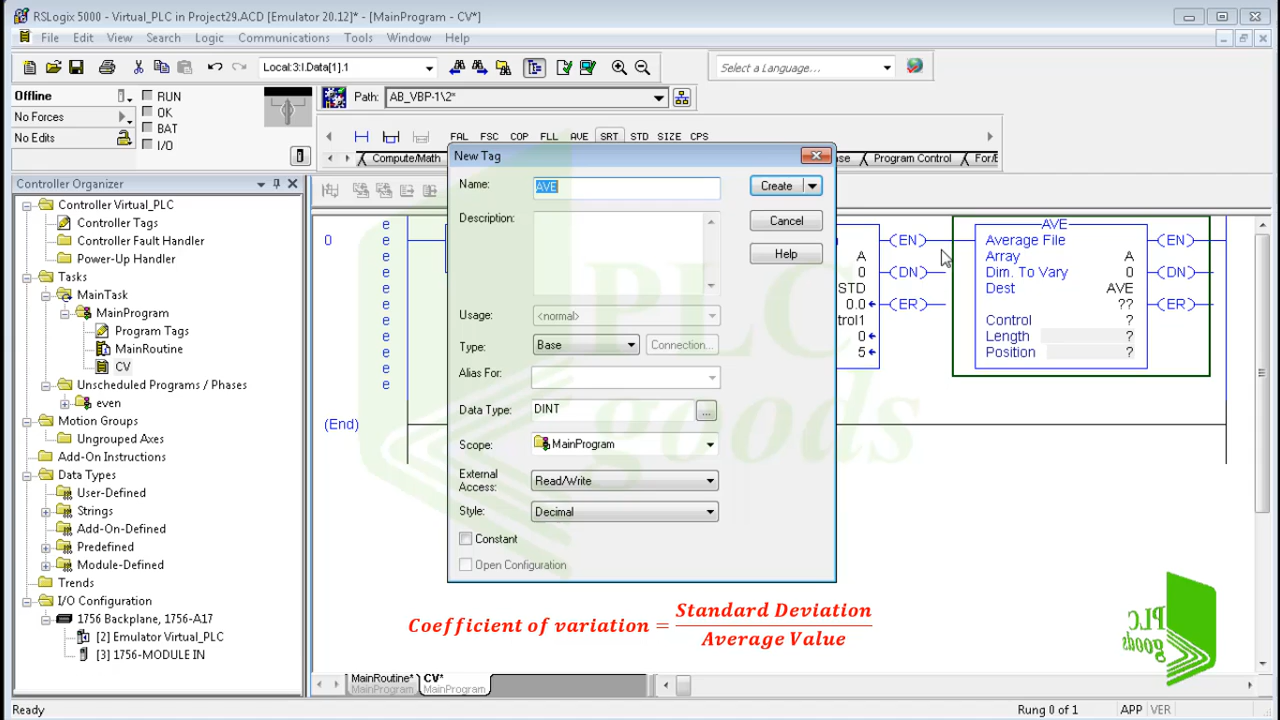 RSLogix 5000 - Virtual_PLC in Project29.ACD [Emulator 20.12]* - [MainProgram - CV*]
File Edit View Search Logic Communications Tools Window Help
Local:3:I.Data[1].1
Select a Language...
Offline
RUN
No Forces
OK
No Edits
BAT
I/O
Path: AB_VBP-1\2*
FAL FSC COP FLL AVE SRT STD SIZE CPS
Compute/Math
Program Control
Controller Organizer
Controller Virtual_PLC
Controller Tags
Controller Fault Handler
Power-Up Handler
Tasks
MainTask
MainProgram
Program Tags
MainRoutine
CV
Unscheduled Programs / Phases
even
Motion Groups
Ungrouped Axes
Add-On Instructions
Data Types
User-Defined
Strings
Add-On-Defined
Predefined
Module-Defined
Trends
I/O Configuration
1756 Backplane, 1756-A17
[2] Emulator Virtual_PLC
[3] 1756-MODULE IN
New Tag
Name: AVE
Create
Description:
Cancel
Help
Usage: <normal>
Type: Base
Connection...
Alias For:
Data Type: DINT
...
Scope: MainProgram
External Access: Read/Write
Style: Decimal
Constant
Open Configuration
0
e
e
e
e
e
e
e
e
e
e
e
(End)
A
0
STD
0.0
0
5
(EN)
(DN)
(ER)
AVE
Average File
Array A
Dim. To Vary 0
Dest AVE
??
Control ?
Length ?
Position ?
(EN)
(DN)
(ER)
PLC
goods
Coefficient of variation = Standard Deviation
Average Value
PLC
goods
MainRoutine*
MainProgram
CV*
MainProgram
Ready
Rung 0 of 1
APP
VER